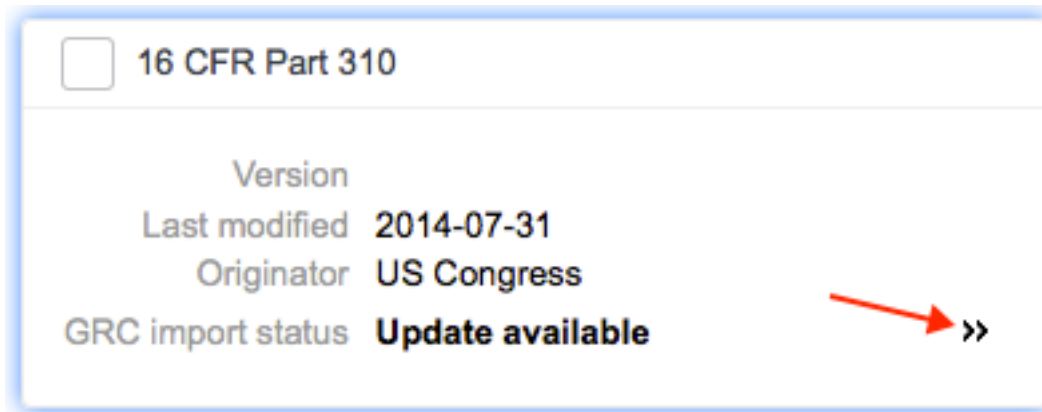 16 CFR Part 310
Version
Last modified 2014-07-31
Originator US Congress
GRC import status Update available »